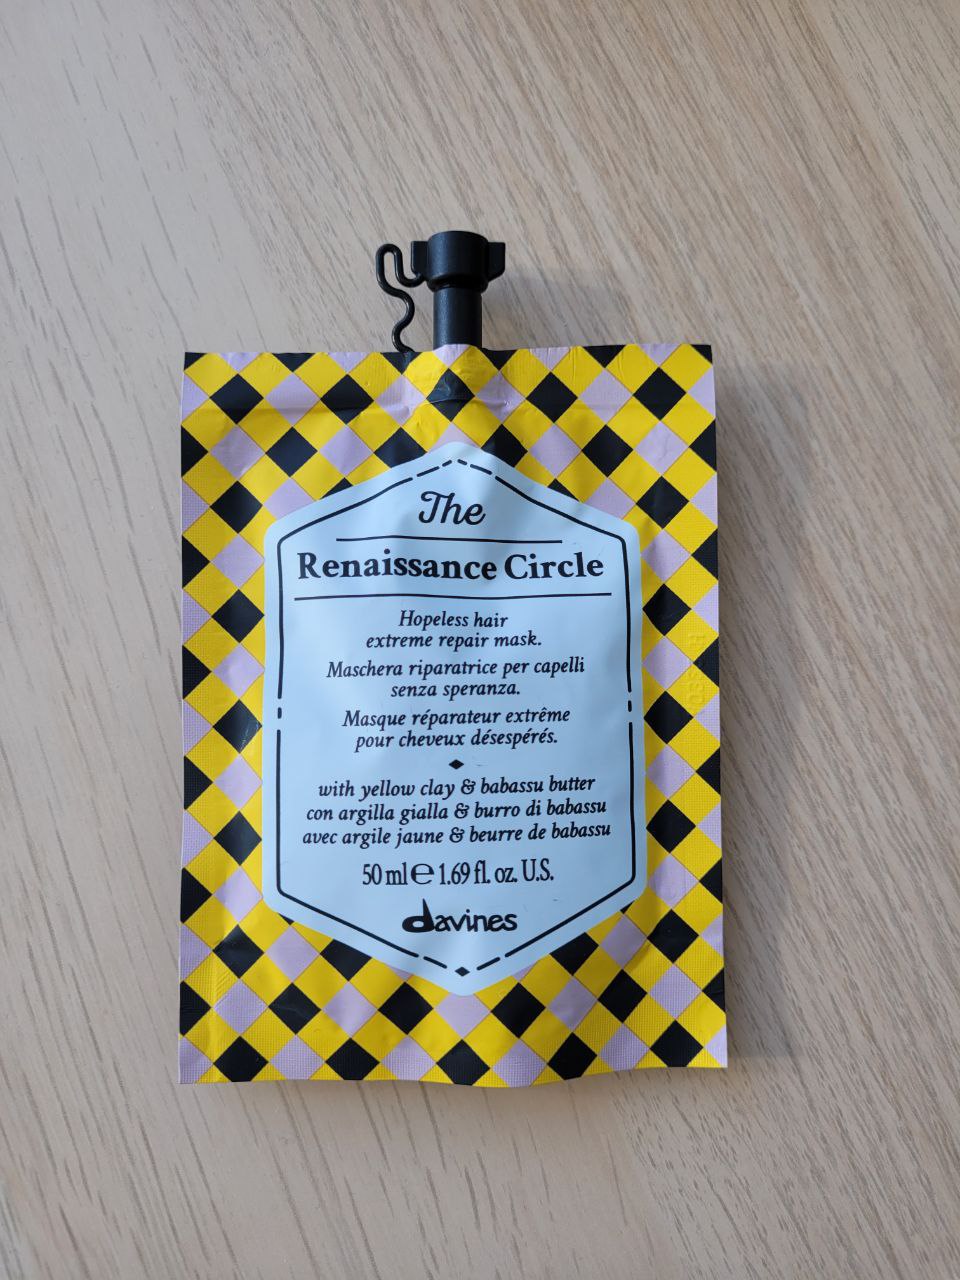 The
Renaissance Circle
Hopeless hair
extreme repair mask.
Maschera riparatrice per capelli
senza speranza.
Masque réparateur extrême
pour cheveux désespérés.
with yellow clay & babassu butter
con argilla gialla & burro di babassu
avec argile jaune & beurre de babassu
50 ml ℮ 1.69 fl. oz. U.S.
davines